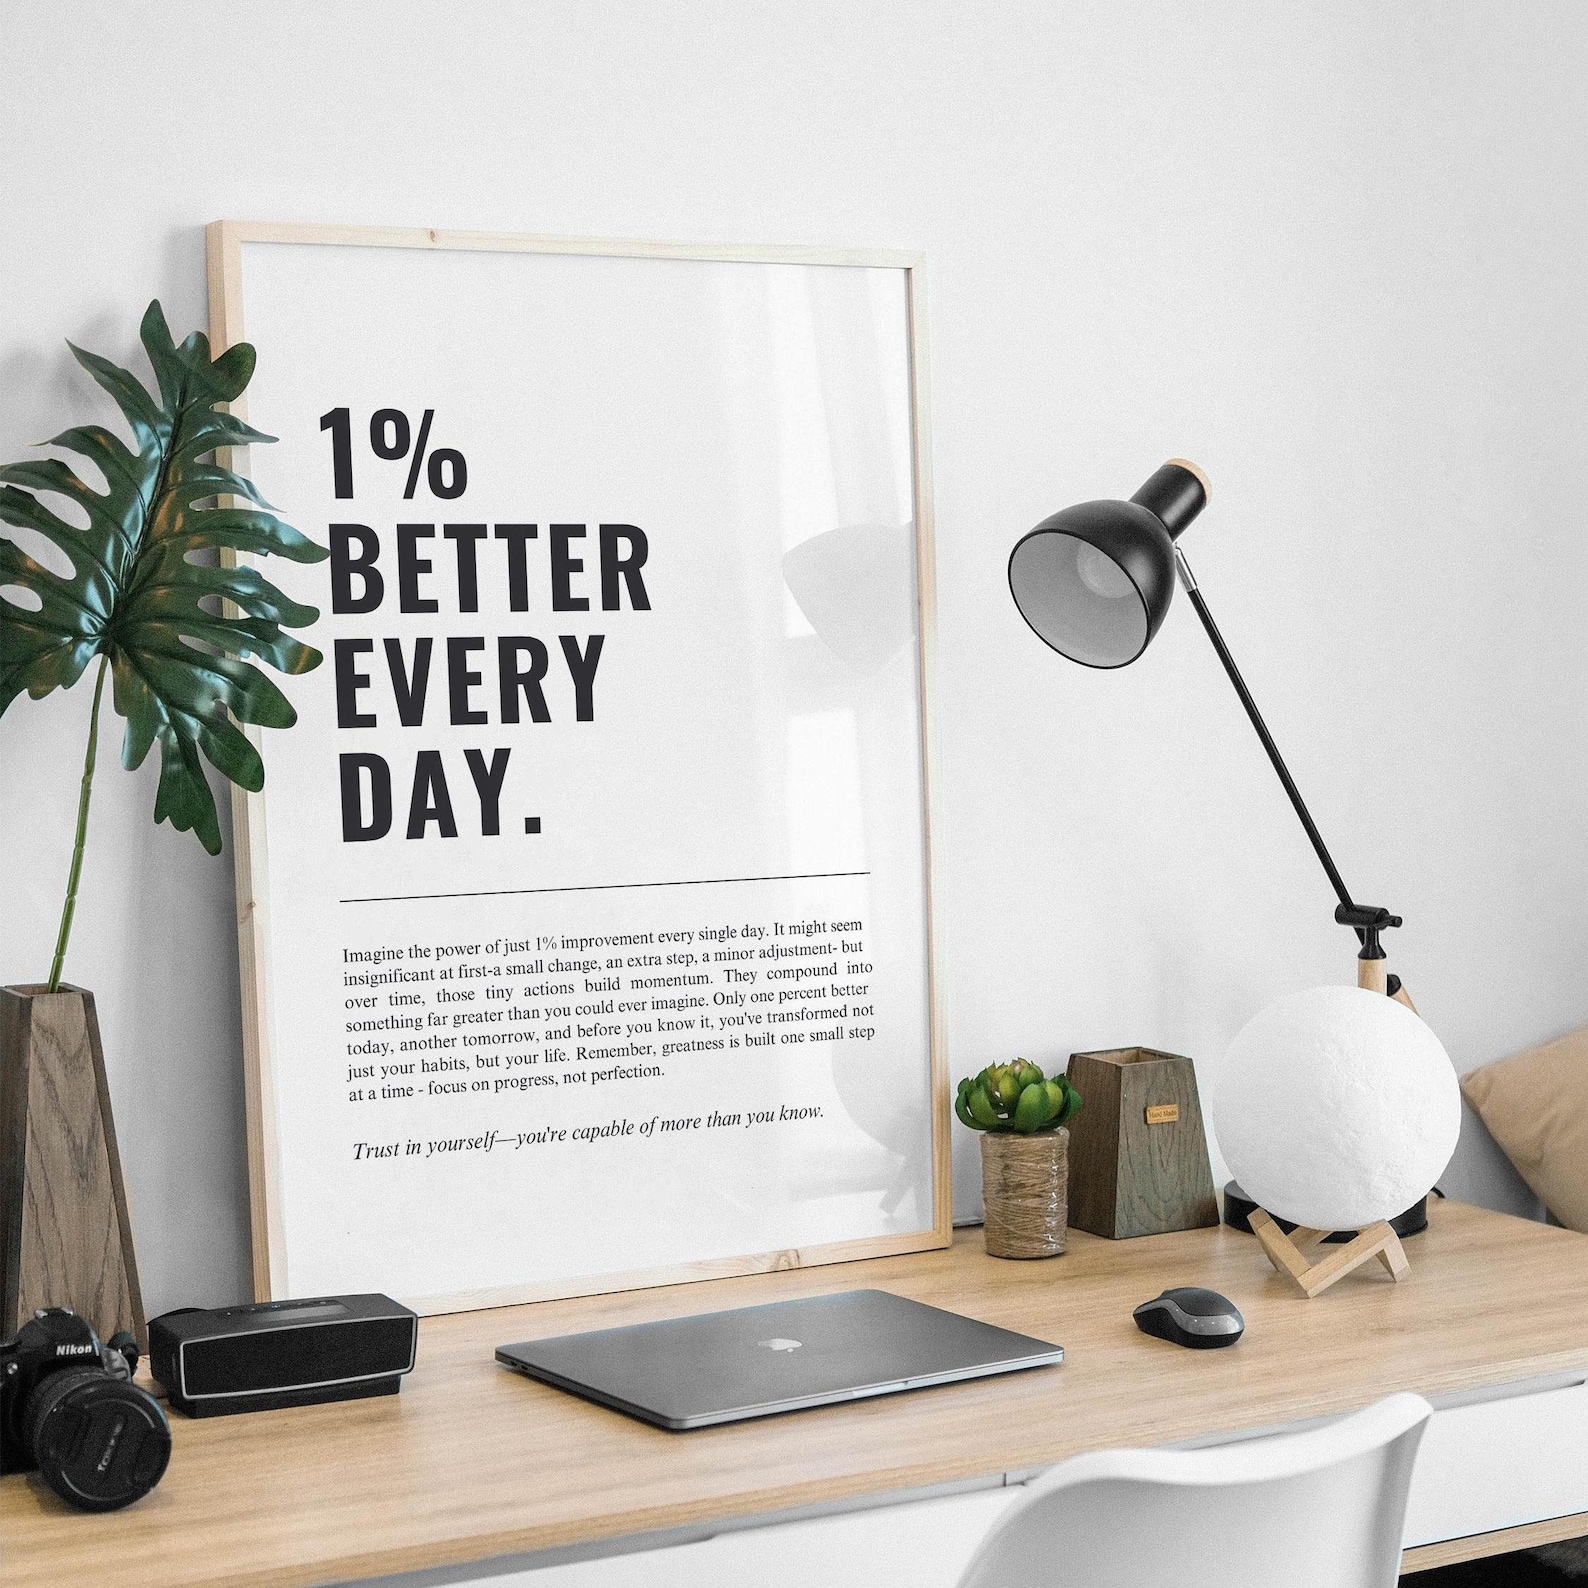 1%
BETTER
EVERY
DAY.
Imagine the power of just 1% improvement every single day. It might seem
insignificant at first-a small change, an extra step, a minor adjustment- but
over time, those tiny actions build momentum. They compound into
something far greater than you could ever imagine. Only one percent better
today, another tomorrow, and before you know it, you've transformed not
just your habits, but your life. Remember, greatness is built one small step
at a time - focus on progress, not perfection.
Trust in yourself—you're capable of more than you know.
Hand Made
Nikon